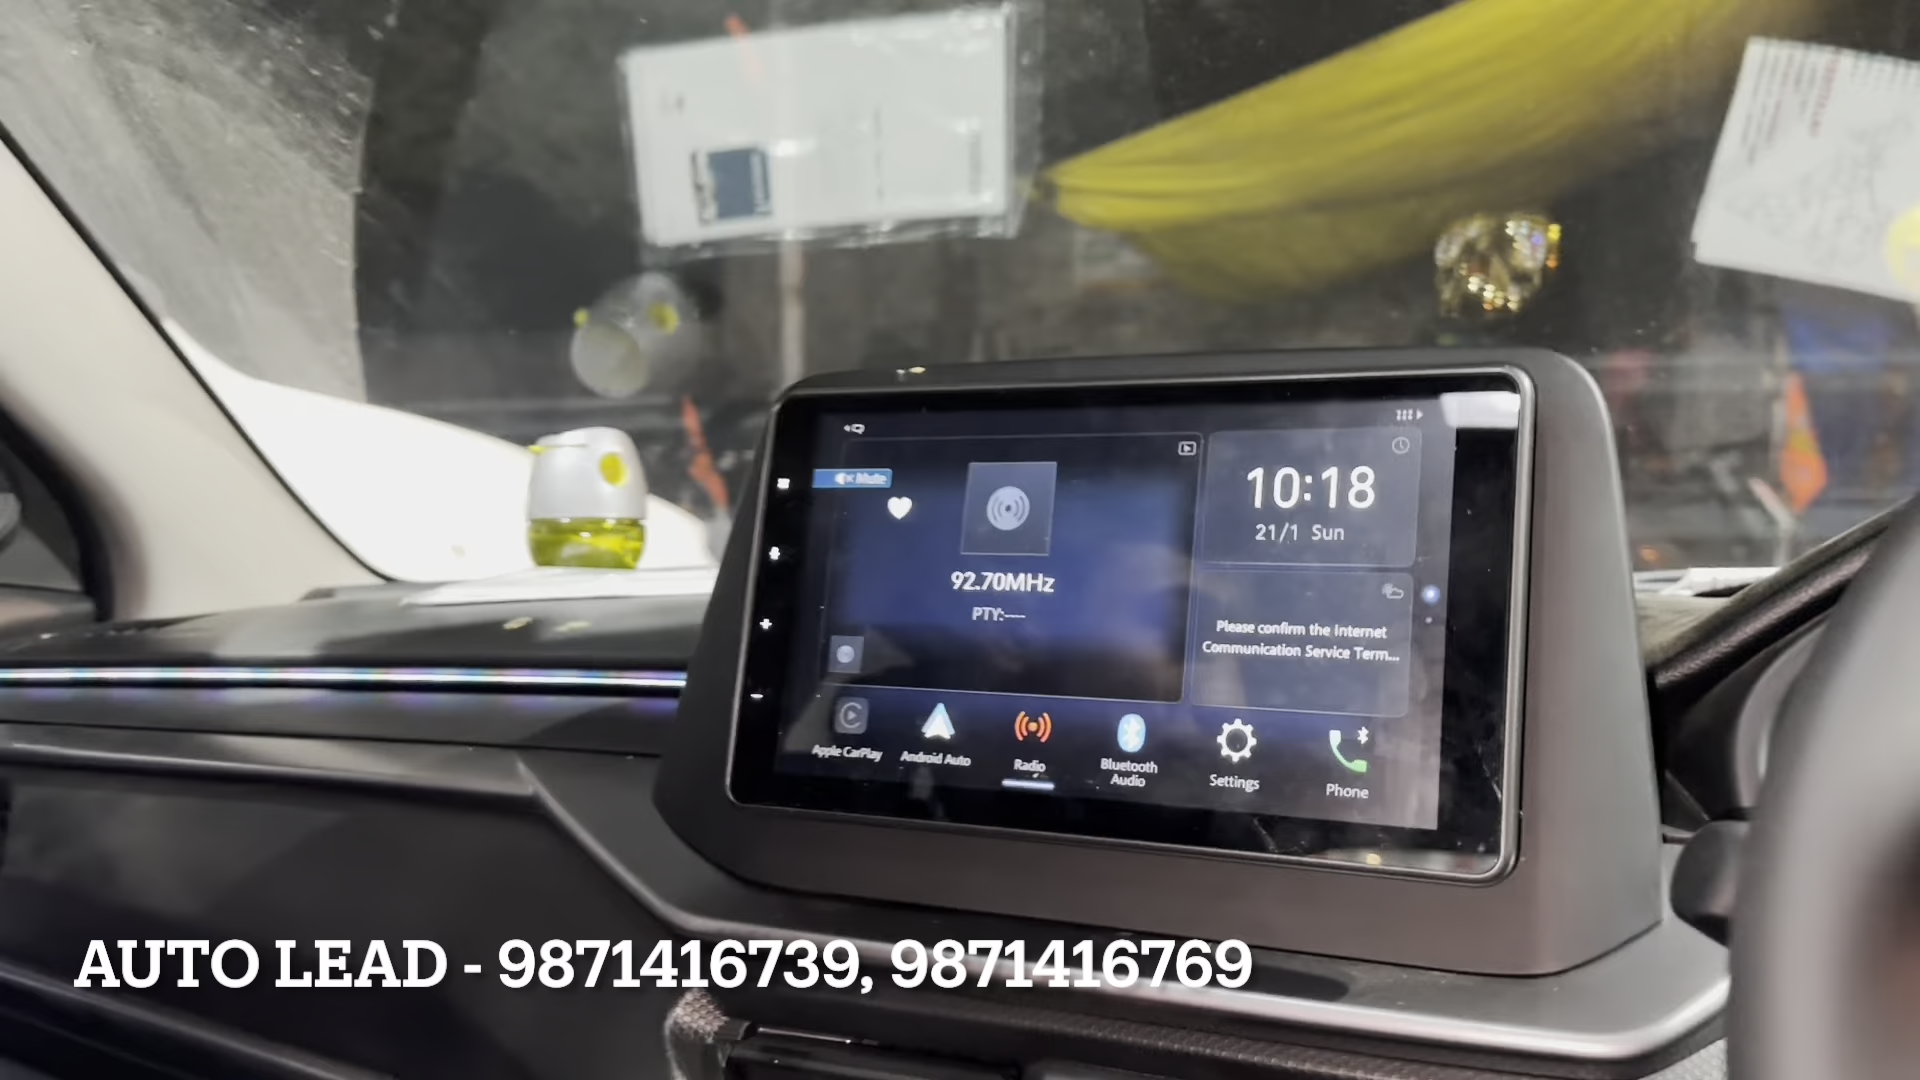 Mute
92.70MHz
PTY:----
10:18
21/1 Sun
Please confirm the Internet
Communication Service Term...
Apple CarPlay
Android Auto
Radio
Bluetooth
Audio
Settings
Phone
AUTO LEAD - 9871416739, 9871416769